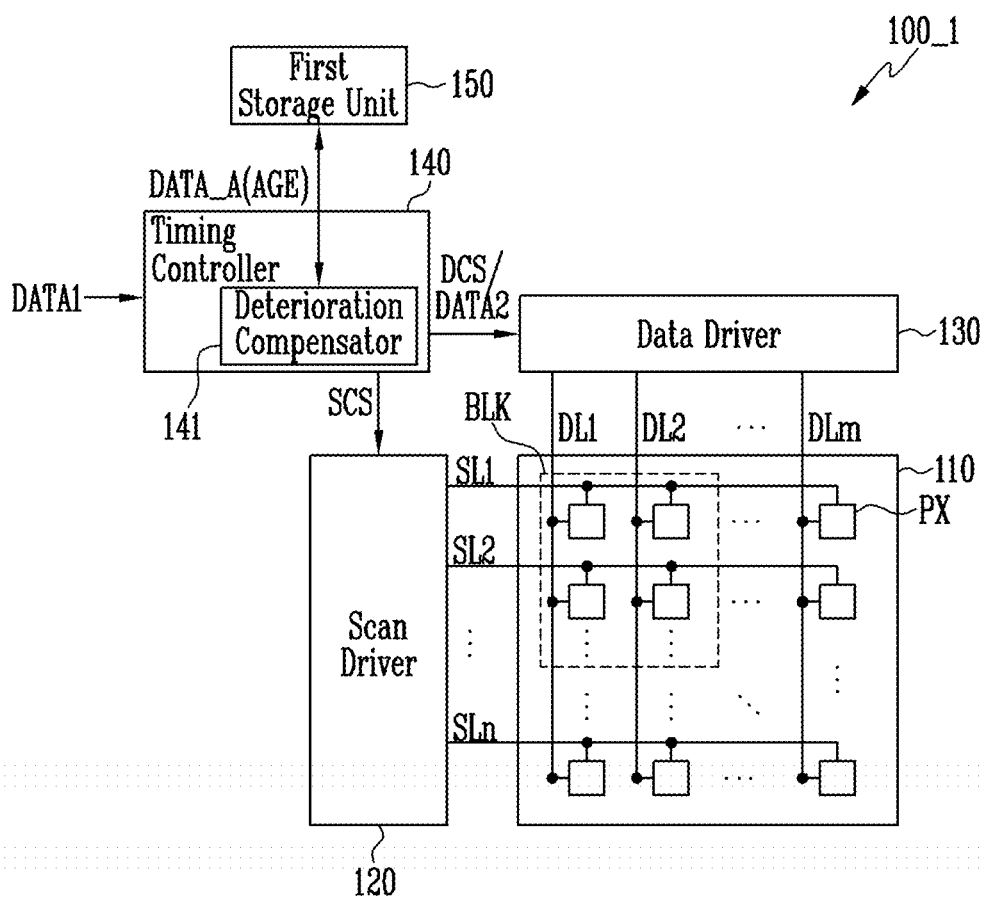 100_1
First
Storage Unit
150
DATA_A(AGE)
140
Timing
Controller
DATA1
Deterioration
Compensator
141
DCS/
DATA2
Data Driver
130
SCS
BLK
DL1
DL2
...
DLm
110
SL1
PX
SL2
Scan
Driver
SLn
120